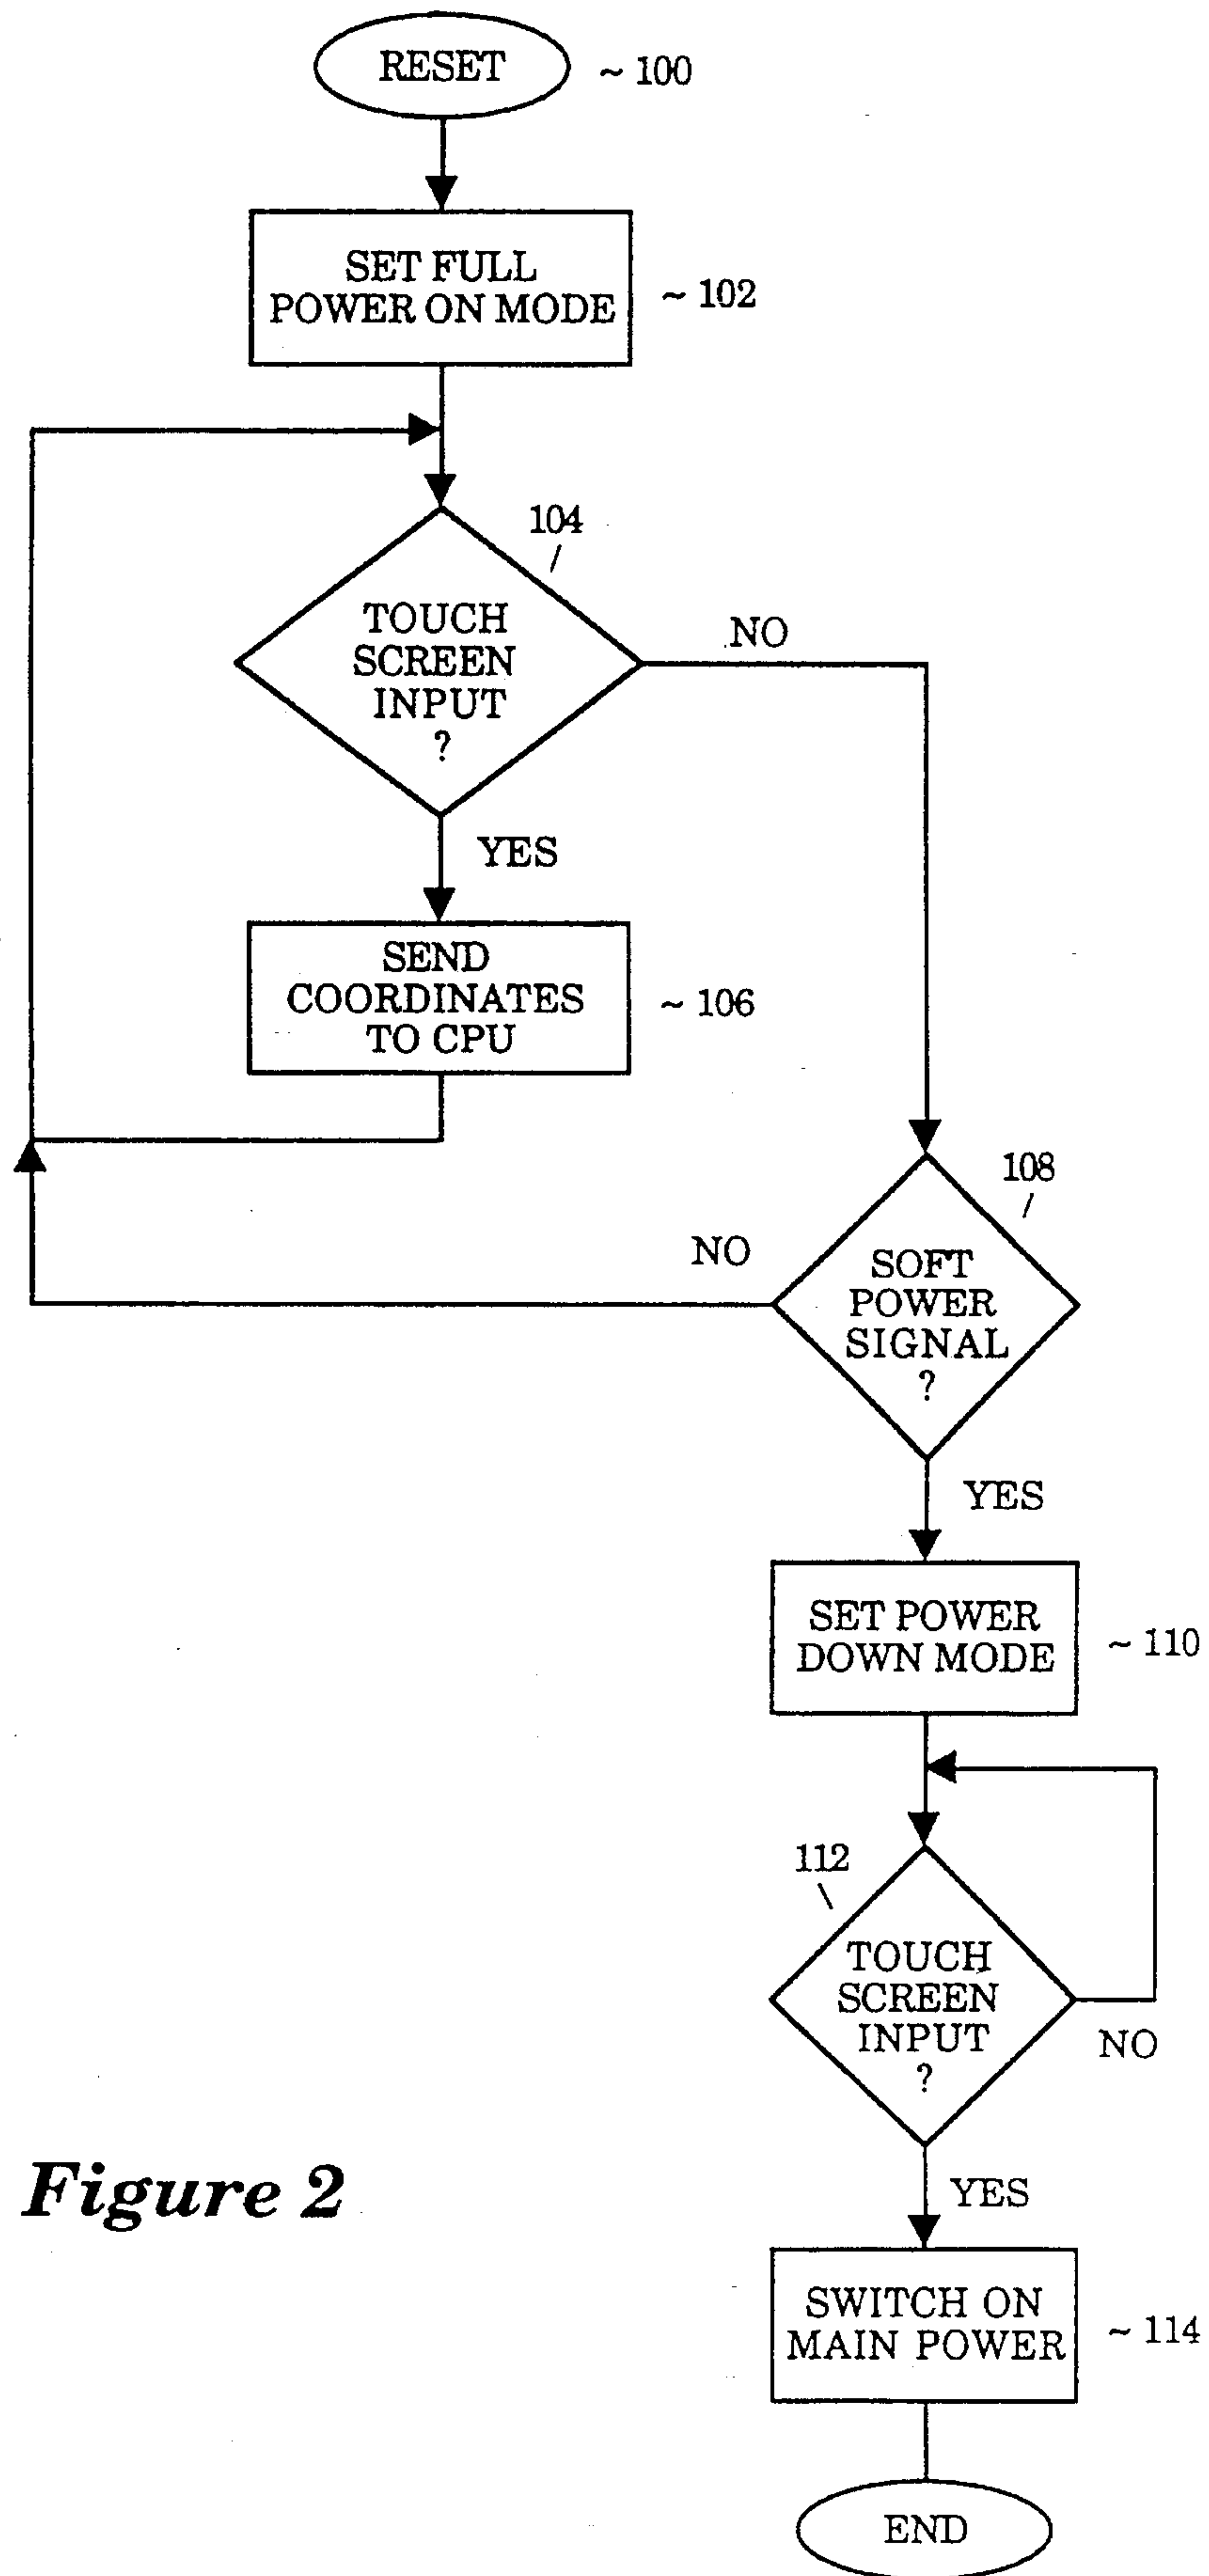 RESET
~ 100
SET FULL
POWER ON MODE
~ 102
104
TOUCH
SCREEN
INPUT
?
NO
YES
SEND
COORDINATES
TO CPU
~ 106
108
NO
SOFT
POWER
SIGNAL
?
YES
SET POWER
DOWN MODE
~ 110
112
TOUCH
SCREEN
INPUT
?
NO
YES
Figure 2
SWITCH ON
MAIN POWER
~ 114
END